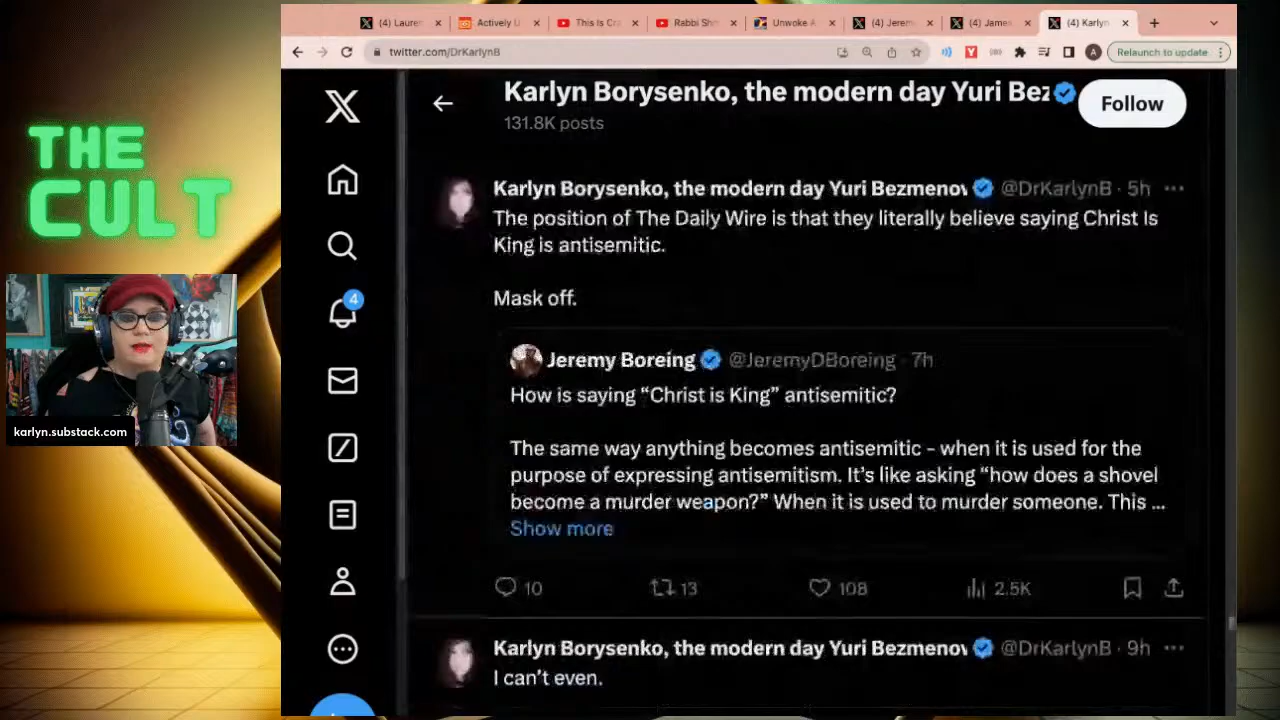 (4) Lauren
Actively U
This Is Cra
Rabbi Shm
Unwoke A
(4) Jerem
(4) James
(4) Karlyn
twitter.com/DrKarlynB
Relaunch to update
THE
CULT
karlyn.substack.com
4
Karlyn Borysenko, the modern day Yuri Bez
131.8K posts
Follow
Karlyn Borysenko, the modern day Yuri Bezmenov @DrKarlynB · 5h
The position of The Daily Wire is that they literally believe saying Christ Is
King is antisemitic.
Mask off.
Jeremy Boreing @JeremyDBoreing · 7h
How is saying “Christ is King” antisemitic?
The same way anything becomes antisemitic - when it is used for the
purpose of expressing antisemitism. It’s like asking “how does a shovel
become a murder weapon?” When it is used to murder someone. This ...
Show more
10
13
108
2.5K
Karlyn Borysenko, the modern day Yuri Bezmenov @DrKarlynB · 9h
I can’t even.